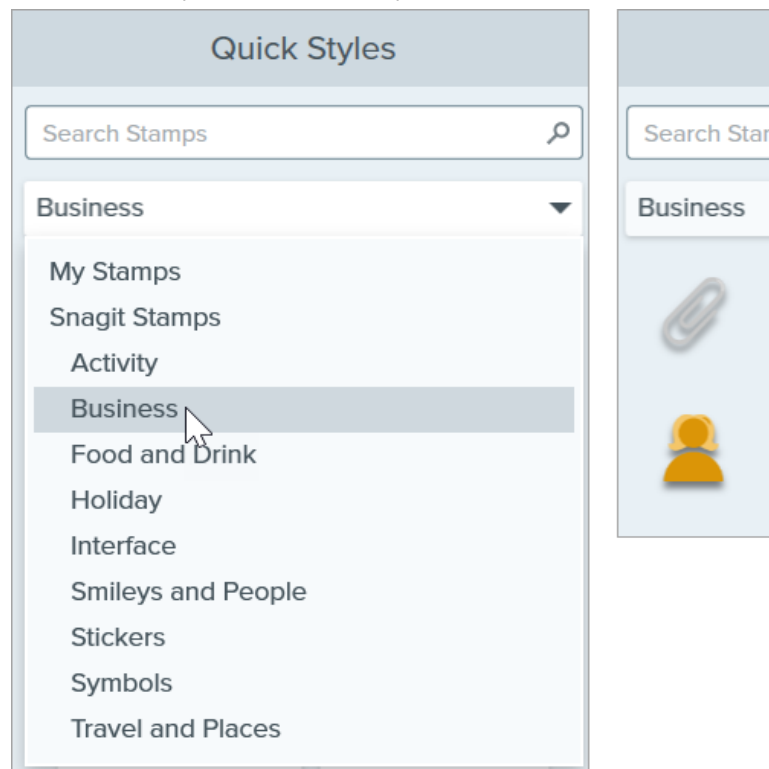 Quick Styles
Search Stamps
Business
My Stamps
Snagit Stamps
Activity
Business
Food and Drink
Holiday
Interface
Smileys and People
Stickers
Symbols
Travel and Places
Search
Business